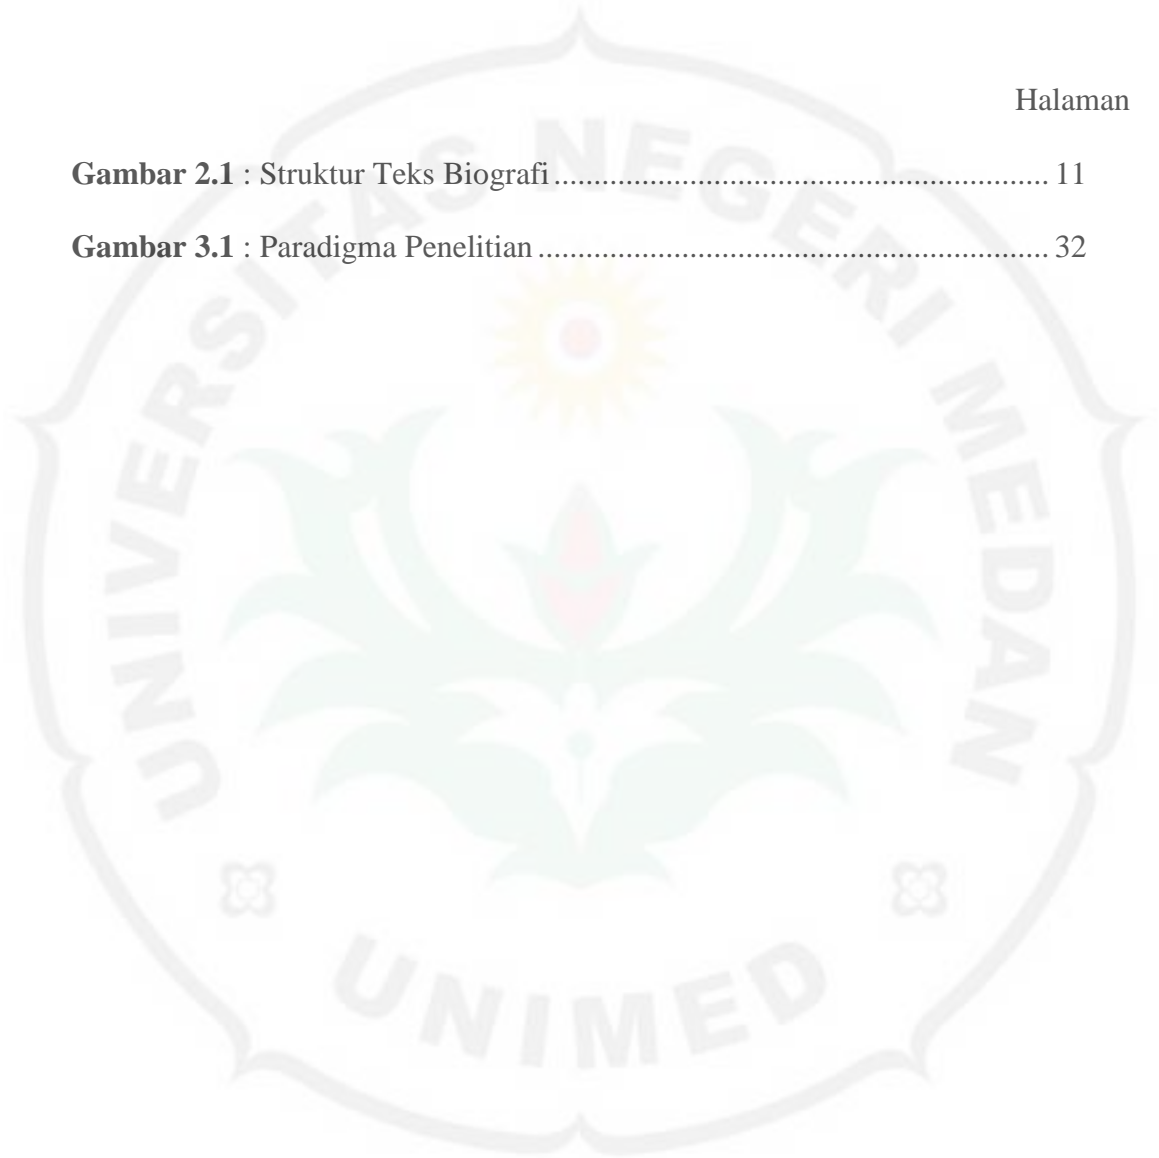 Halaman
Gambar 2.1 : Struktur Teks Biografi ............................................................... 11
Gambar 3.1 : Paradigma Penelitian ................................................................. 32
UNIVERSITAS NEGERI MEDAN
UNIMED